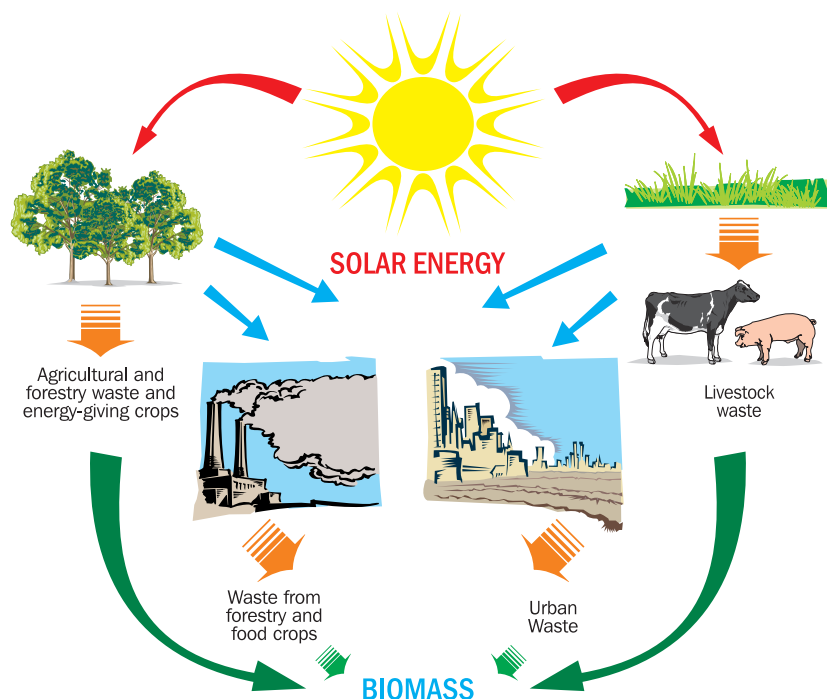 SOLAR ENERGY
Agricultural and
forestry waste and
energy-giving crops
Livestock
waste
Waste from
forestry and
food crops
Urban
Waste
BIOMASS